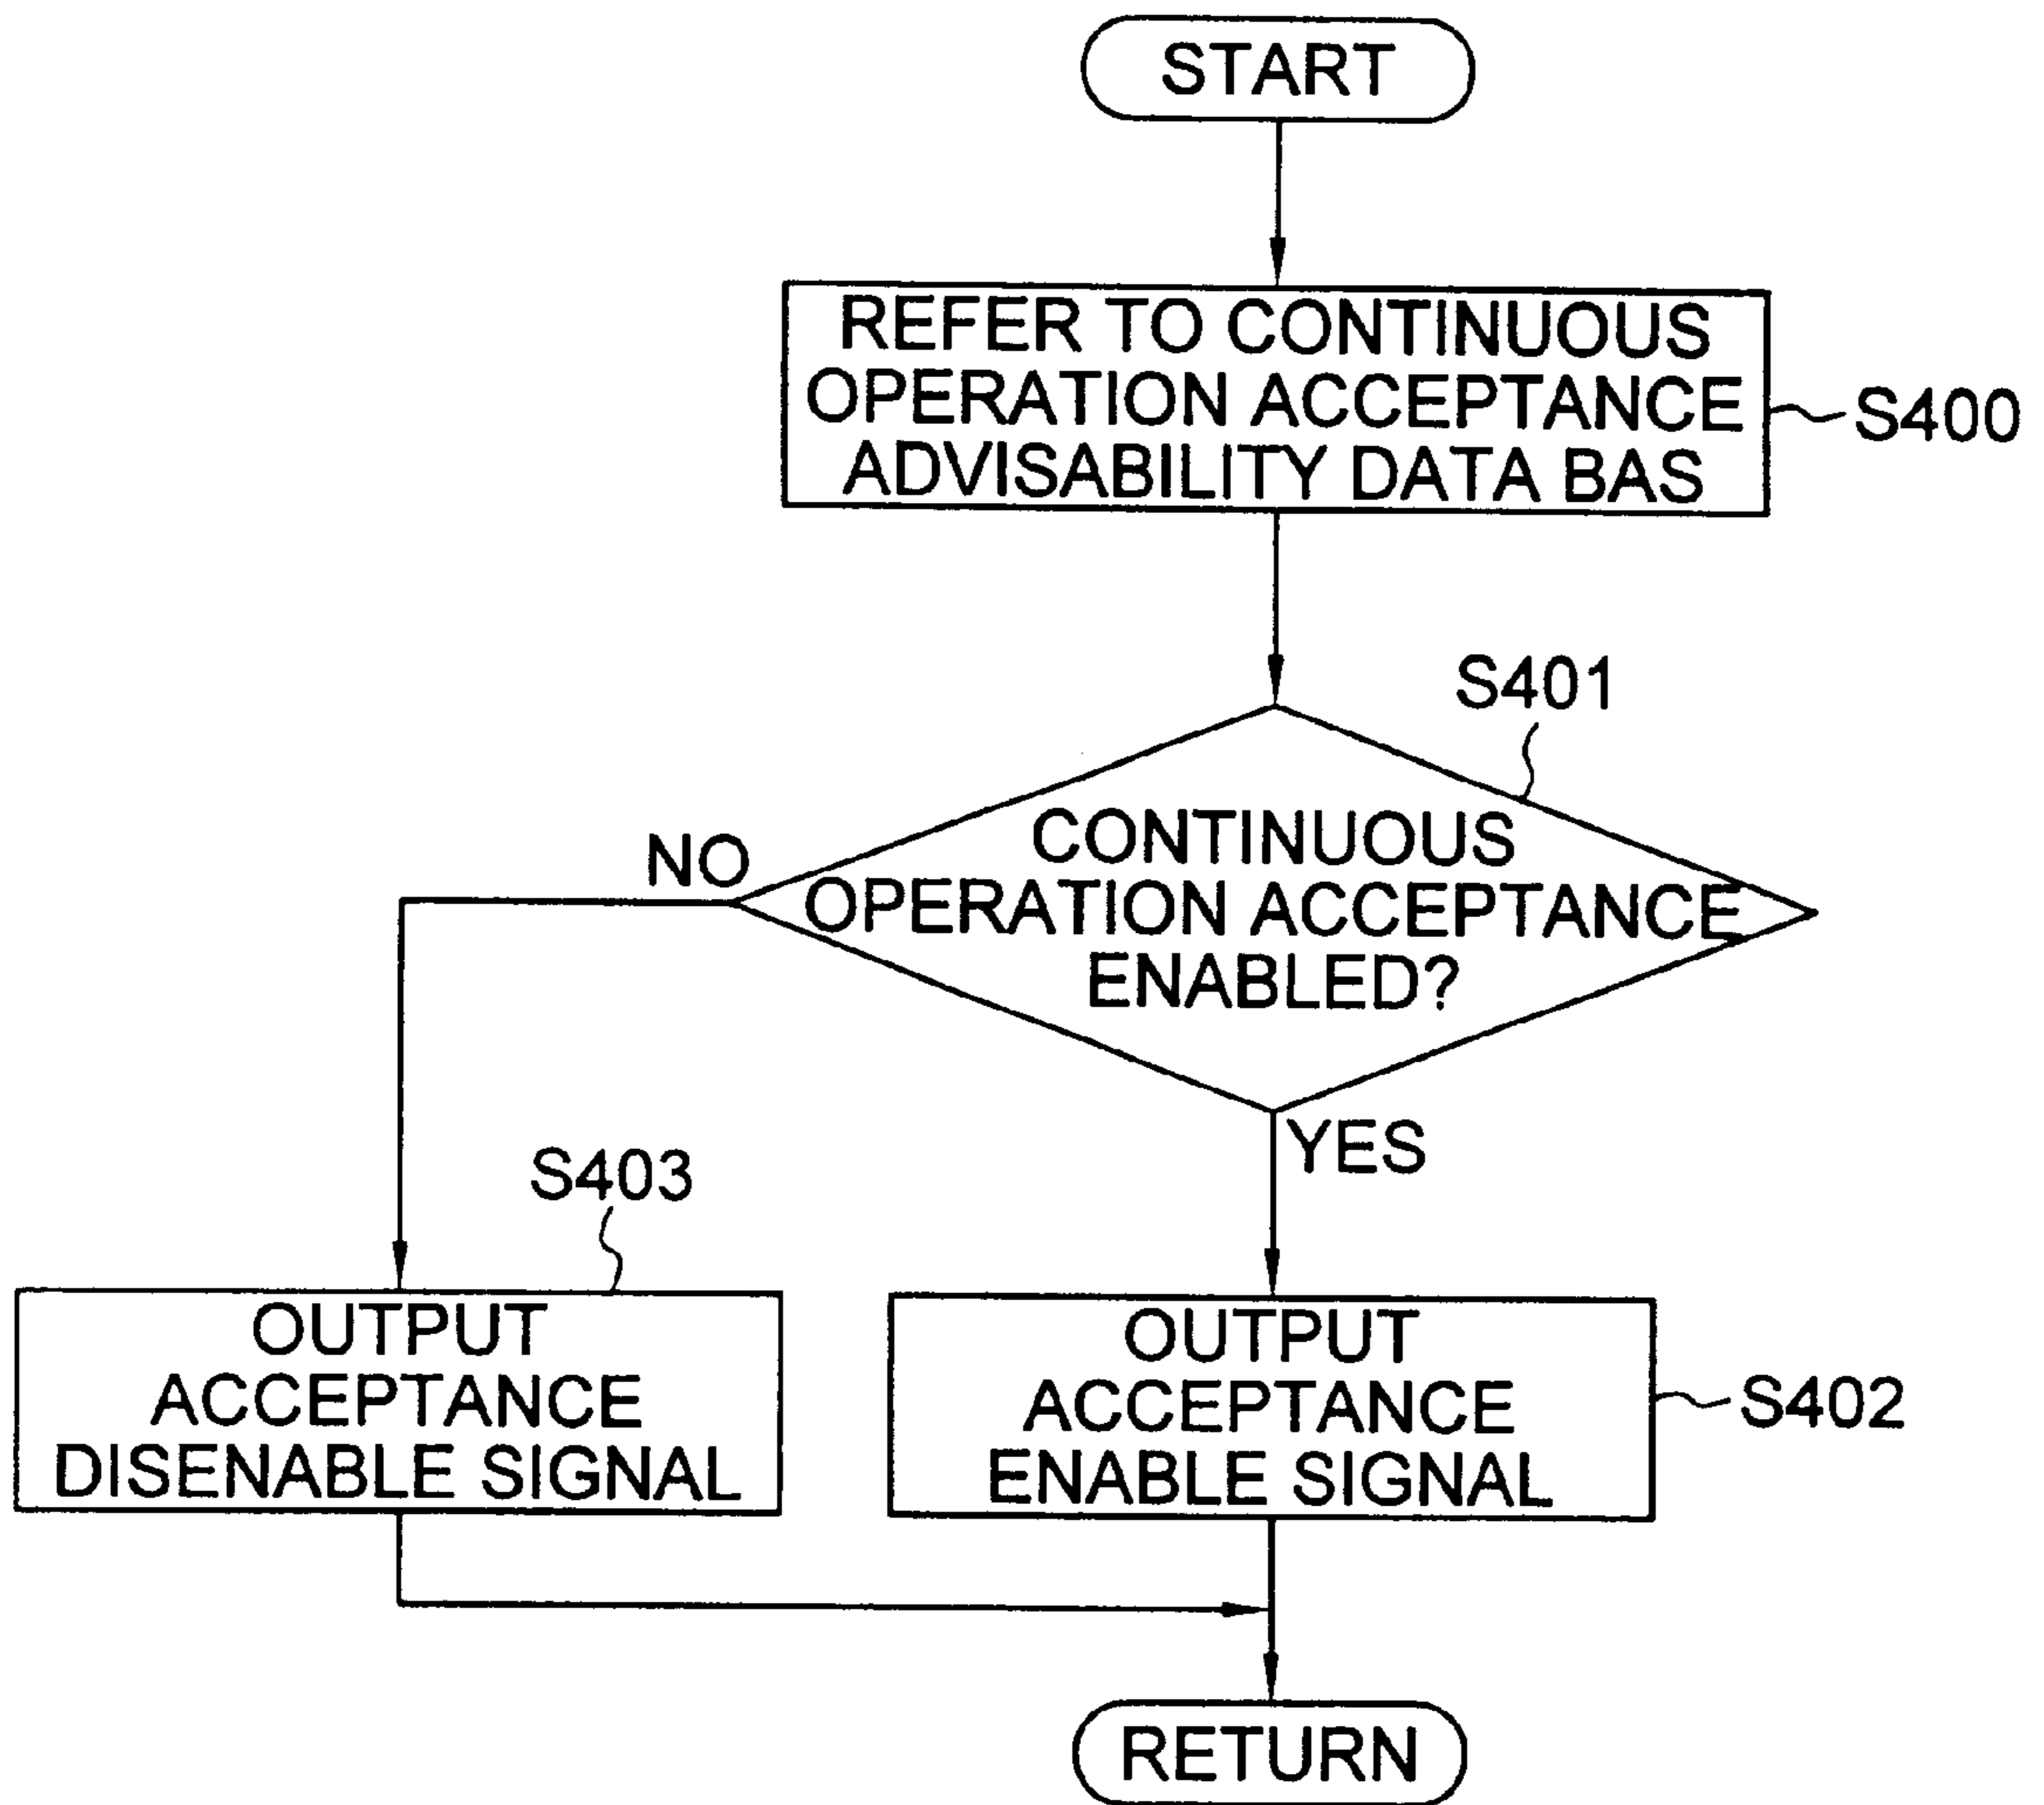 START
REFER TO CONTINUOUS
OPERATION ACCEPTANCE
ADVISABILITY DATA BAS
S400
S401
CONTINUOUS
OPERATION ACCEPTANCE
ENABLED?
NO
YES
S403
OUTPUT
ACCEPTANCE
DISENABLE SIGNAL
OUTPUT
ACCEPTANCE
ENABLE SIGNAL
S402
RETURN